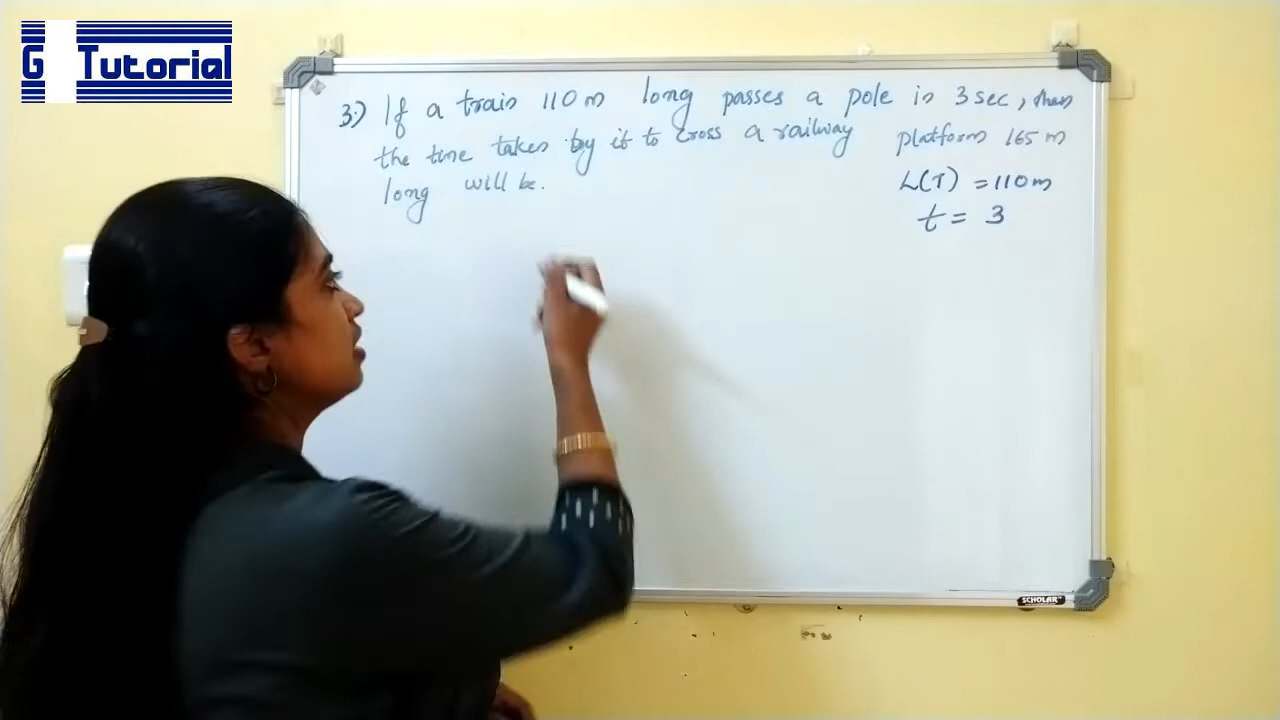 G Tutorial
3.) If a train 110 m long passes a pole in 3 sec, then
the time taken by it to cross a railway platform 165 m
long will be.
L(T) = 110 m
t = 3
SCHOLAR